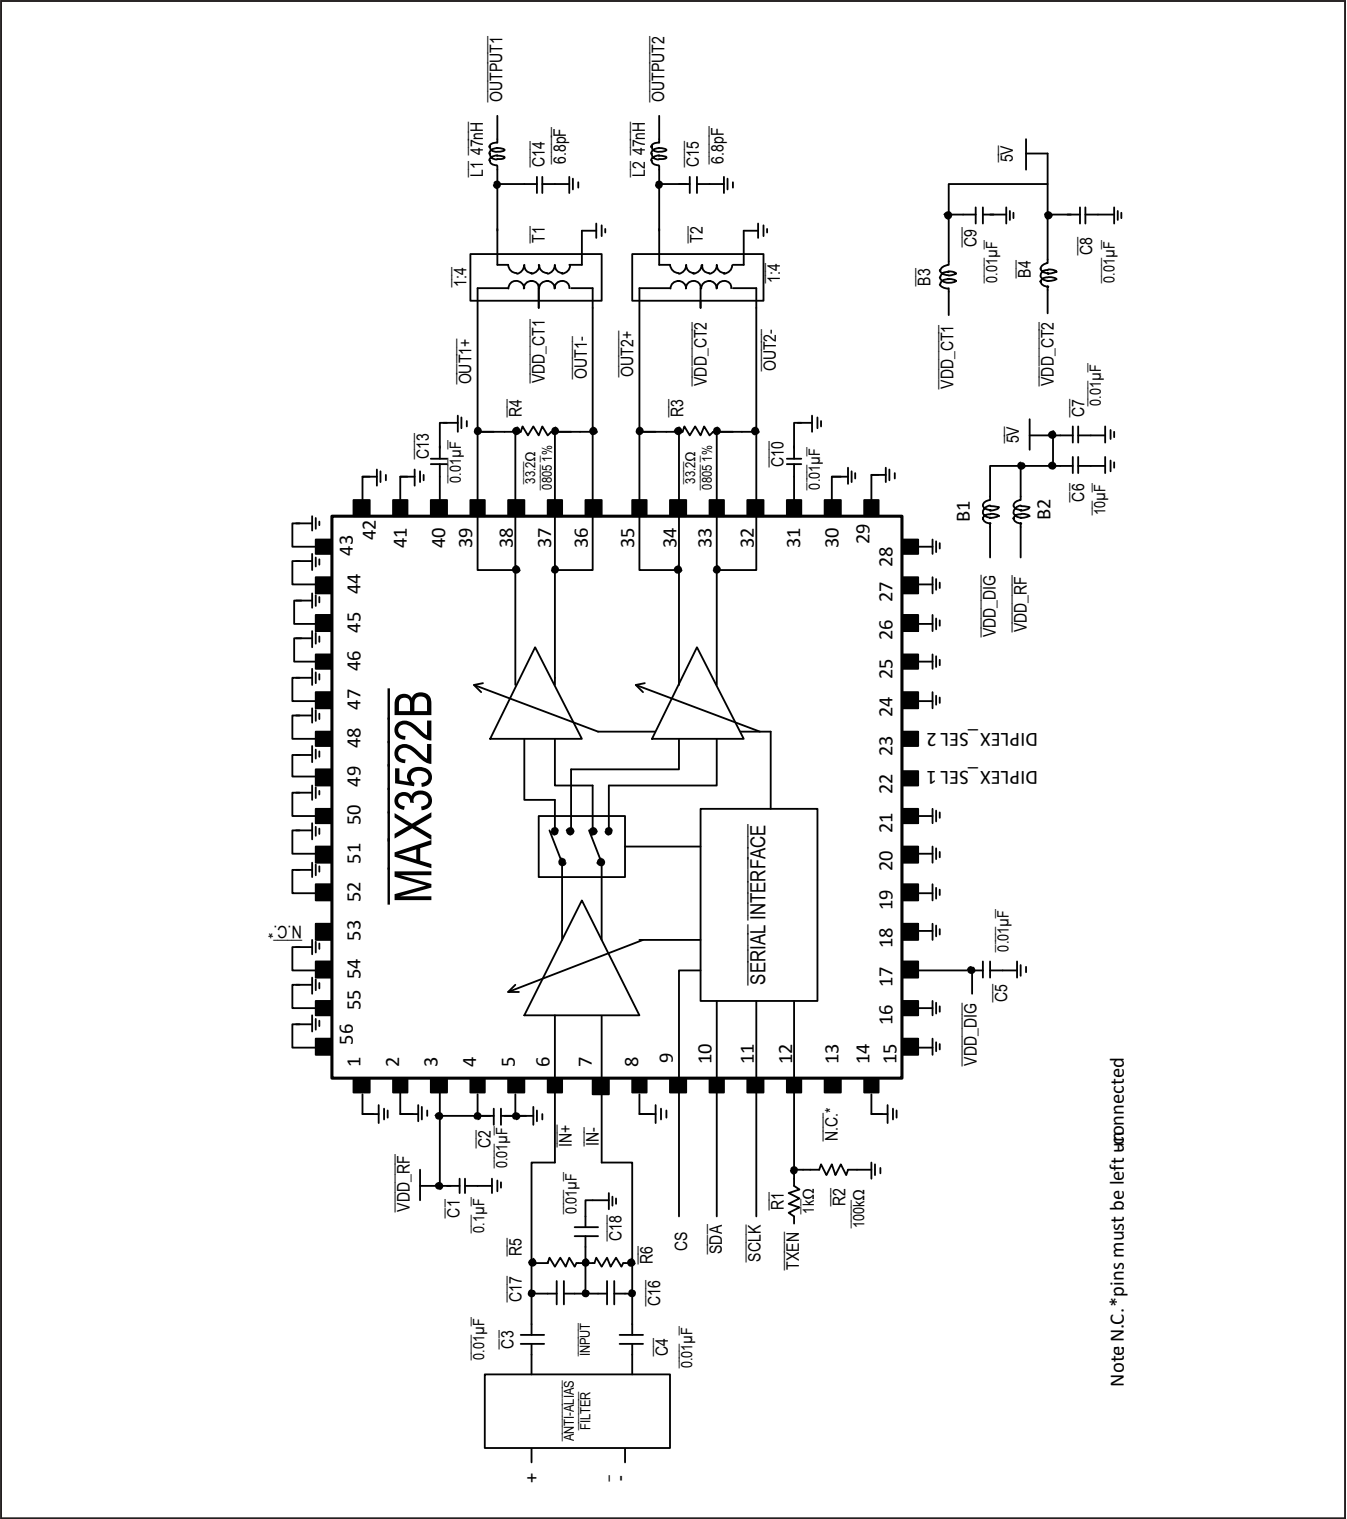 OUTPUT1
OUTPUT2
L1 47nH
C14
6.8pF
L2 47nH
C15
6.8pF
T1
1:4
T2
1:4
5V
C9
0.01µF
C8
0.01µF
B3
B4
VDD_CT1
VDD_CT2
OUT1+
VDD_CT1
OUT1-
OUT2+
VDD_CT2
OUT2-
C13
0.01µF
R4
33.2Ω
0805 1%
R3
33.2Ω
0805 1%
C10
0.01µF
5V
C7
0.01µF
C6
10µF
B1
B2
VDD_DIG
VDD_RF
42
41
40
39
38
37
36
35
34
33
32
31
30
29
43
44
45
46
47
48
49
50
51
52
53
54
55
56
N.C.*
MAX3522B
SERIAL INTERFACE
28
27
26
25
24
23
22
21
20
19
18
17
16
15
DIPLEX_SEL 2
DIPLEX_SEL 1
VDD_DIG
C5
0.01µF
1
2
3
4
5
6
7
8
9
10
11
12
13
14
VDD_RF
C1
0.1µF
C2
0.01µF
IN+
IN-
0.01µF
C18
R5
R6
C17
C16
0.01µF
C3
INPUT
C4
0.01µF
ANTI-ALIAS
FILTER
+
-
CS
SDA
SCLK
TXEN
R1
1kΩ
R2
100kΩ
N.C.*
Note N.C. *pins must be left unconnected